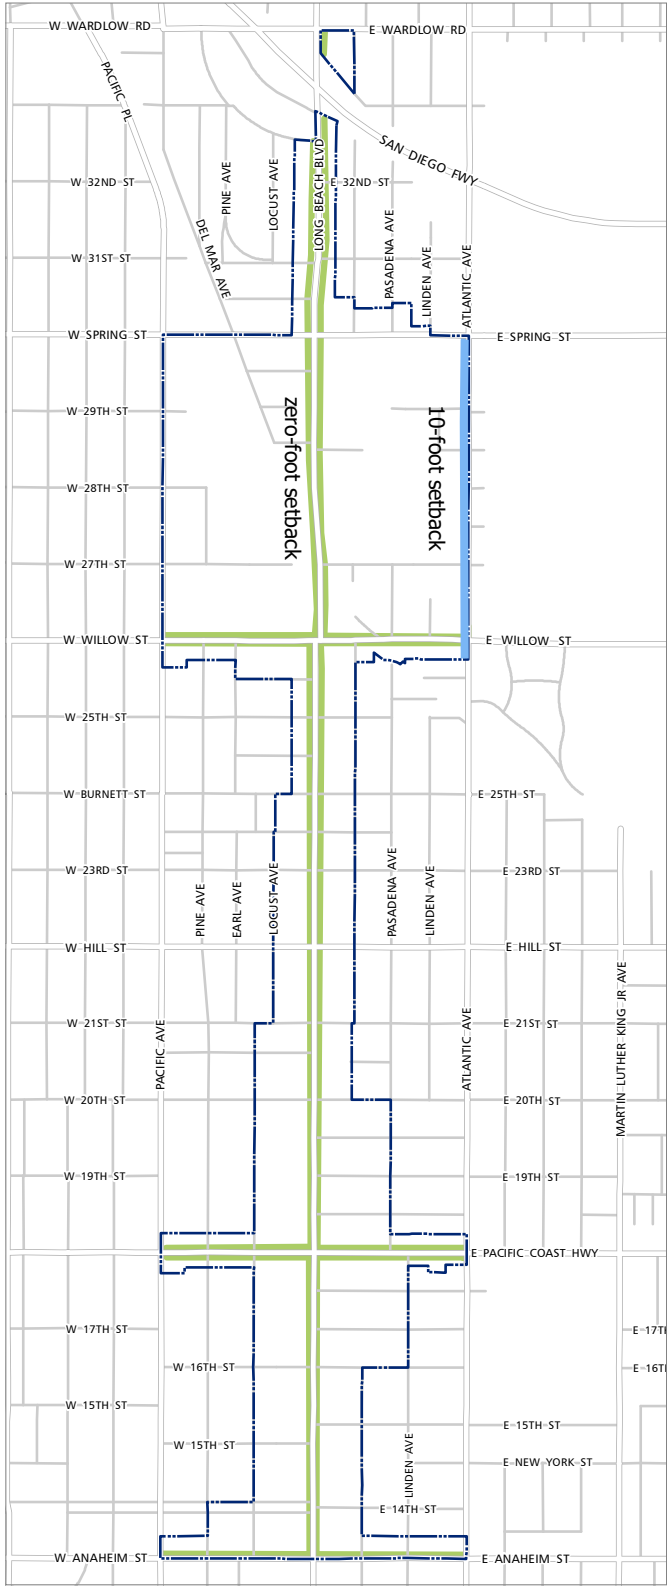 W WARDLOW RD
E WARDLOW RD
PACIFIC PL
SAN DIEGO FWY
W 32ND ST
PINE AVE
LOCUST AVE
LONG BEACH BLVD
E 32ND ST
DEL MAR AVE
PASADENA AVE
LINDEN AVE
ATLANTIC AVE
W 31ST ST
W SPRING ST
E SPRING ST
W 29TH ST
zero-foot setback
10-foot setback
W 28TH ST
W 27TH ST
W WILLOW ST
E WILLOW ST
W 25TH ST
W BURNETT ST
E 25TH ST
W 23RD ST
E 23RD ST
PINE AVE
EARL AVE
LOCUST AVE
PASADENA AVE
LINDEN AVE
W HILL ST
E HILL ST
W 21ST ST
E 21ST ST
PACIFIC AVE
ATLANTIC AVE
MARTIN LUTHER KING JR AVE
W 20TH ST
E 20TH ST
W 19TH ST
E 19TH ST
E PACIFIC COAST HWY
W 17TH ST
E 17TH
W 16TH ST
E 16TH
W 15TH ST
E 15TH ST
W 15TH ST
LINDEN AVE
E NEW YORK ST
E 14TH ST
W ANAHEIM ST
E ANAHEIM ST